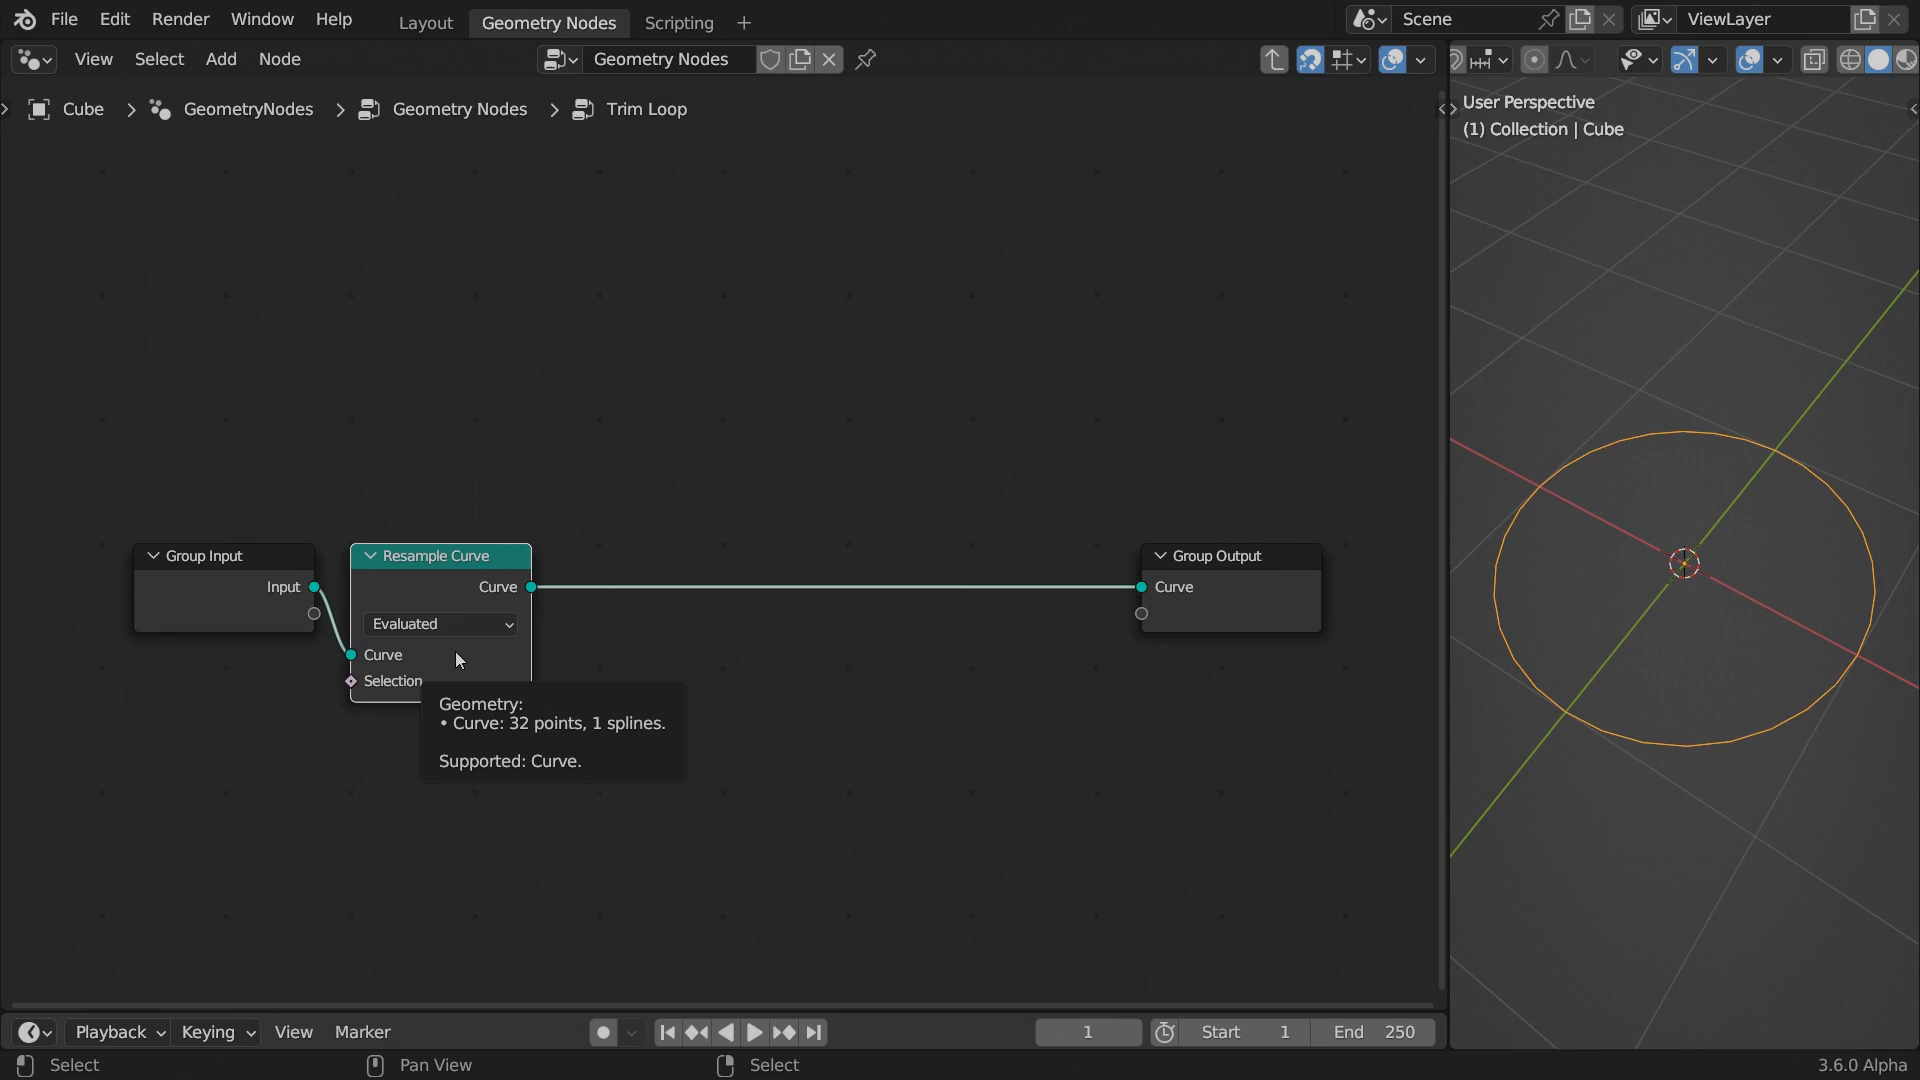 File Edit Render Window Help Layout Geometry Nodes Scripting + Scene ViewLayer
View Select Add Node Geometry Nodes
Cube > GeometryNodes > Geometry Nodes > Trim Loop
User Perspective
(1) Collection | Cube
Group Input
Input
Resample Curve
Curve
Evaluated
Curve
Selection
Geometry:
• Curve: 32 points, 1 splines.
Supported: Curve.
Group Output
Curve
Playback Keying View Marker 1 Start 1 End 250
Select Pan View Select 3.6.0 Alpha